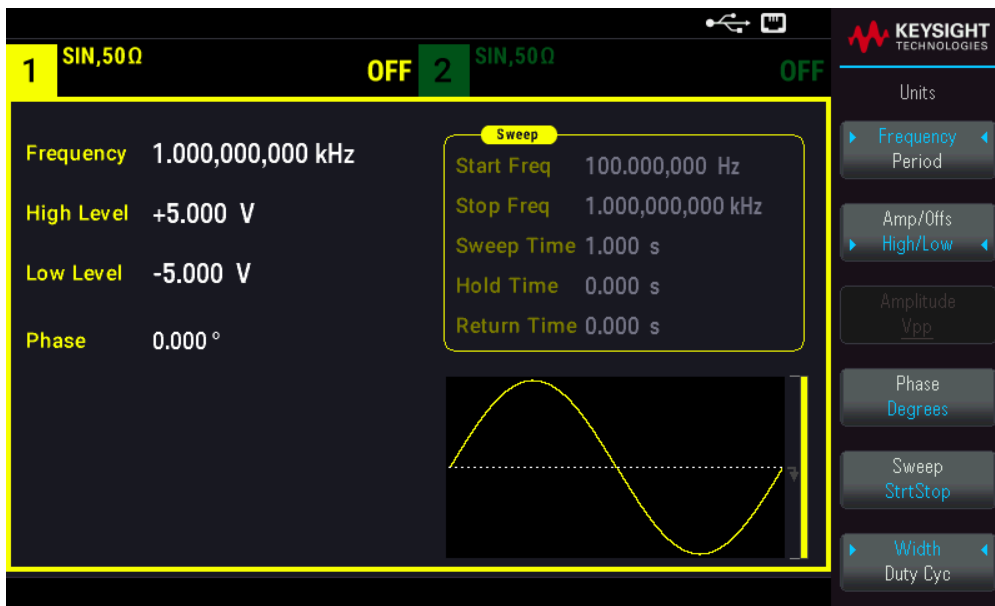 1 SIN,50Ω OFF 2 SIN,50Ω OFF
Frequency 1.000,000,000 kHz
High Level +5.000 V
Low Level -5.000 V
Phase 0.000 °
Sweep
Start Freq 100.000,000 Hz
Stop Freq 1.000,000,000 kHz
Sweep Time 1.000 s
Hold Time 0.000 s
Return Time 0.000 s
KEYSIGHT
TECHNOLOGIES
Units
Frequency
Period
Amp/Offs
High/Low
Amplitude
Vpp
Phase
Degrees
Sweep
StrtStop
Width
Duty Cyc